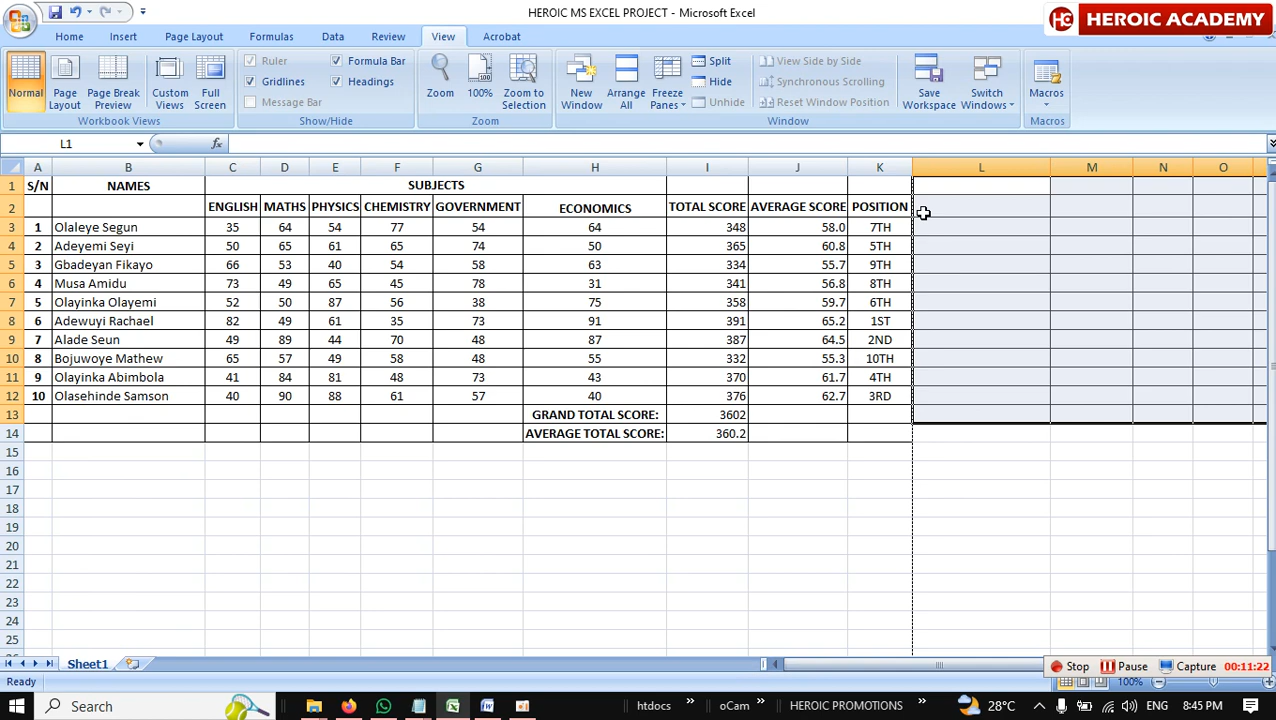 HEROIC MS EXCEL PROJECT - Microsoft Excel
HC HEROIC ACADEMY
Home Insert Page Layout Formulas Data Review View Acrobat
Normal Page Layout Page Break Preview Custom Views Full Screen
Workbook Views
Ruler Formula Bar
Gridlines Headings
Message Bar
Show/Hide
Zoom 100% Zoom to Selection
Zoom
New Window Arrange All Freeze Panes
Split
Hide
Unhide
View Side by Side
Synchronous Scrolling
Reset Window Position
Save Workspace Switch Windows
Window
Macros
Macros
L1 fx
A B C D E F G H I J K L M N O
1 S/N NAMES SUBJECTS
2 ENGLISH MATHS PHYSICS CHEMISTRY GOVERNMENT ECONOMICS TOTAL SCORE AVERAGE SCORE POSITION
3 1 Olaleye Segun 35 64 54 77 54 64 348 58.0 7TH
4 2 Adeyemi Seyi 50 65 61 65 74 50 365 60.8 5TH
5 3 Gbadeyan Fikayo 66 53 40 54 58 63 334 55.7 9TH
6 4 Musa Amidu 73 49 65 45 78 31 341 56.8 8TH
7 5 Olayinka Olayemi 52 50 87 56 38 75 358 59.7 6TH
8 6 Adewuyi Rachael 82 49 61 35 73 91 391 65.2 1ST
9 7 Alade Seun 49 89 44 70 48 87 387 64.5 2ND
10 8 Bojuwoye Mathew 65 57 49 58 48 55 332 55.3 10TH
11 9 Olayinka Abimbola 41 84 81 48 73 43 370 61.7 4TH
12 10 Olasehinde Samson 40 90 88 61 57 40 376 62.7 3RD
13 GRAND TOTAL SCORE: 3602
14 AVERAGE TOTAL SCORE: 360.2
15
16
17
18
19
20
21
22
23
24
25
Sheet1
Stop Pause Capture 00:11:22
Ready 100%
Search htdocs » oCam » HEROIC PROMOTIONS » 28°C ENG 8:45 PM